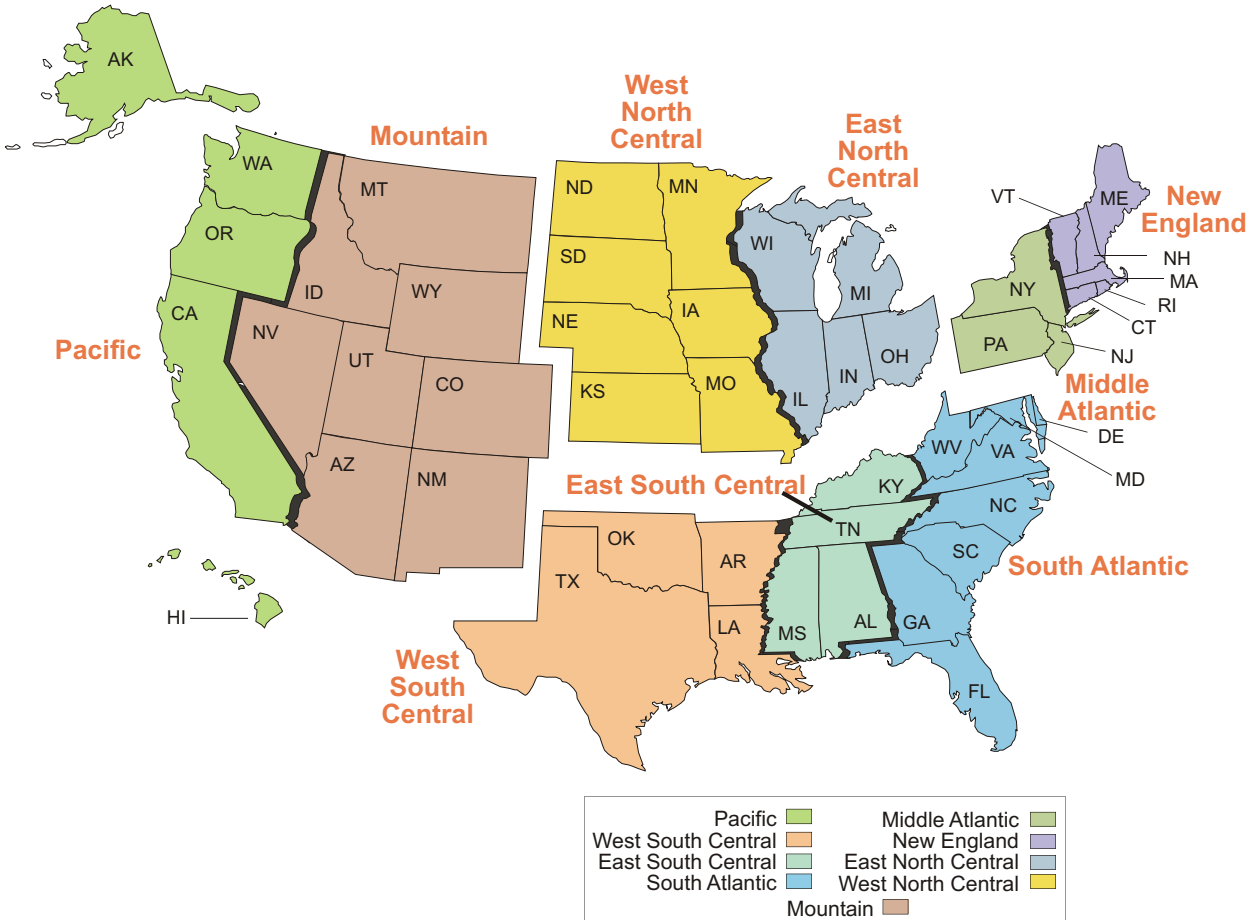 AK
West
North
Central
Mountain
East
North
Central
WA
MT
ND
MN
VT
ME
New
England
OR
SD
WI
NH
MA
ID
WY
MI
NY
RI
CA
NV
NE
IA
CT
Pacific
UT
CO
KS
MO
IL
IN
OH
PA
NJ
Middle
Atlantic
DE
WV
VA
MD
AZ
NM
East South Central
KY
TN
NC
OK
AR
SC
South Atlantic
TX
HI
LA
MS
AL
GA
West
South
Central
FL
Pacific
Middle Atlantic
West South Central
New England
East South Central
East North Central
South Atlantic
West North Central
Mountain